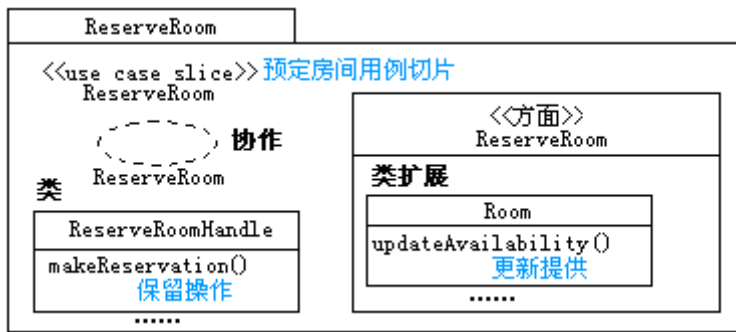 ReserveRoom
<<use case slice>>预定房间用例切片
ReserveRoom
协作
ReserveRoom
类
ReserveRoomHandle
makeReservation()
保留操作
······
<<方面>>
ReserveRoom
类扩展
Room
updateAvailability()
更新提供
······